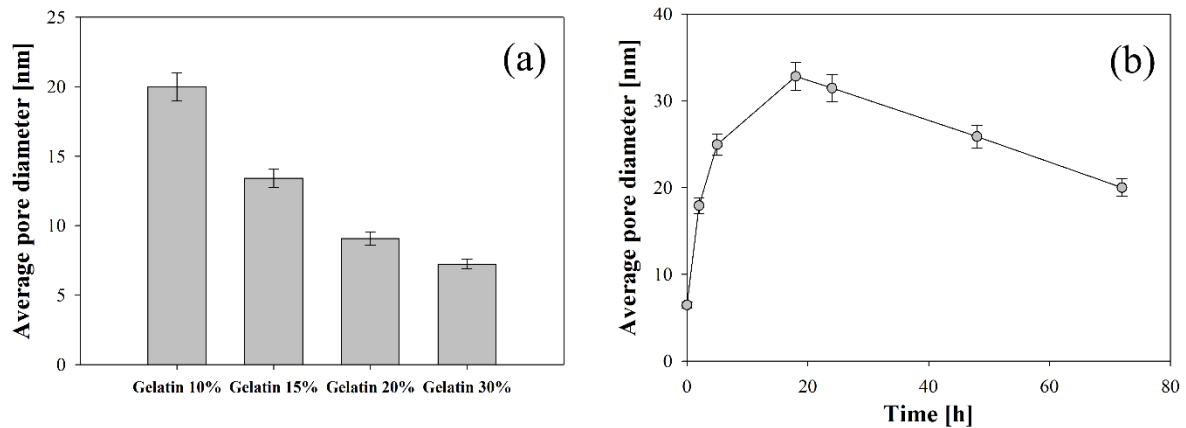 Average pore diameter [nm]
25
20
15
10
5
0
(a)
Gelatin 10% Gelatin 15% Gelatin 20% Gelatin 30%
Average pore diameter [nm]
40
30
20
10
0
(b)
0 20 40 60 80
Time [h]